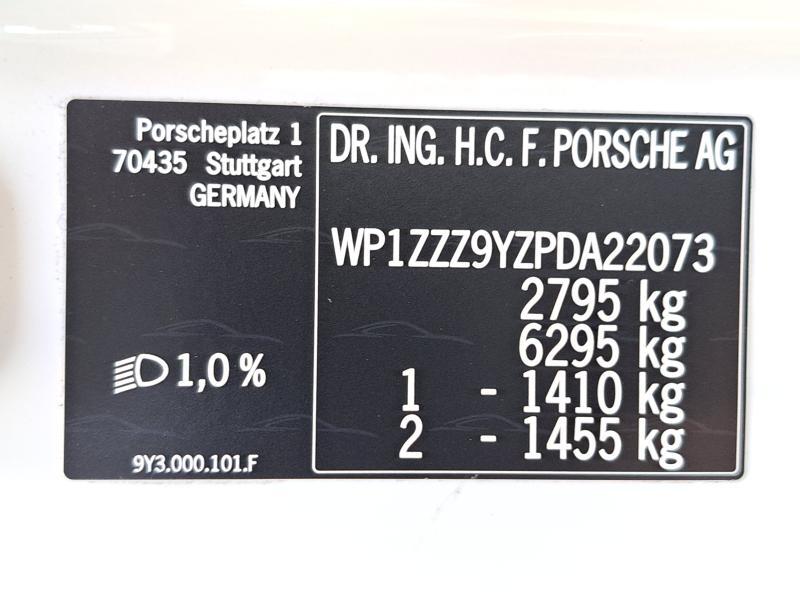 Porscheplatz 1
70435 Stuttgart
GERMANY
1,0 %
9Y3.000.101.F
DR. ING. H.C. F. PORSCHE AG
WP1ZZZ9YZPDA22073
2795 kg
6295 kg
1 - 1410 kg
2 - 1455 kg